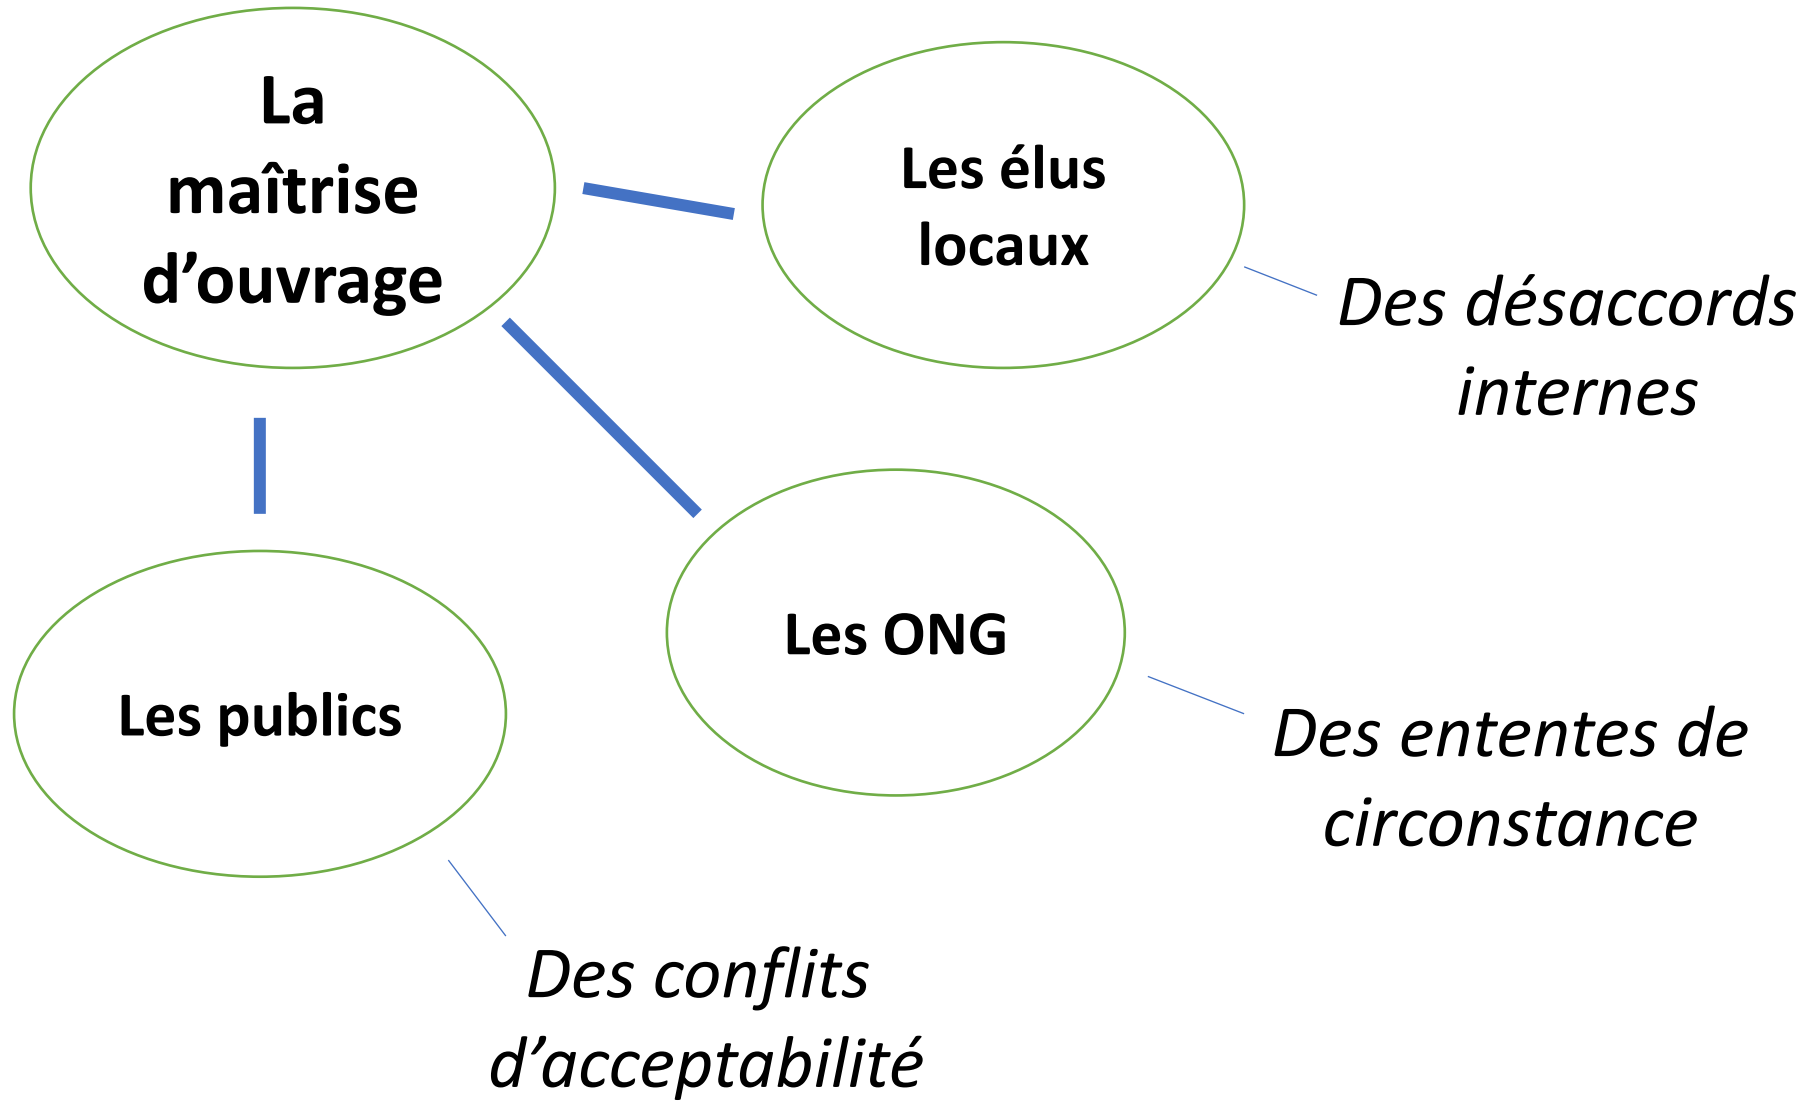 La
maîtrise
d’ouvrage
Les élus
locaux
Des désaccords
internes
Les ONG
Des ententes de
circonstance
Les publics
Des conflits
d’acceptabilité